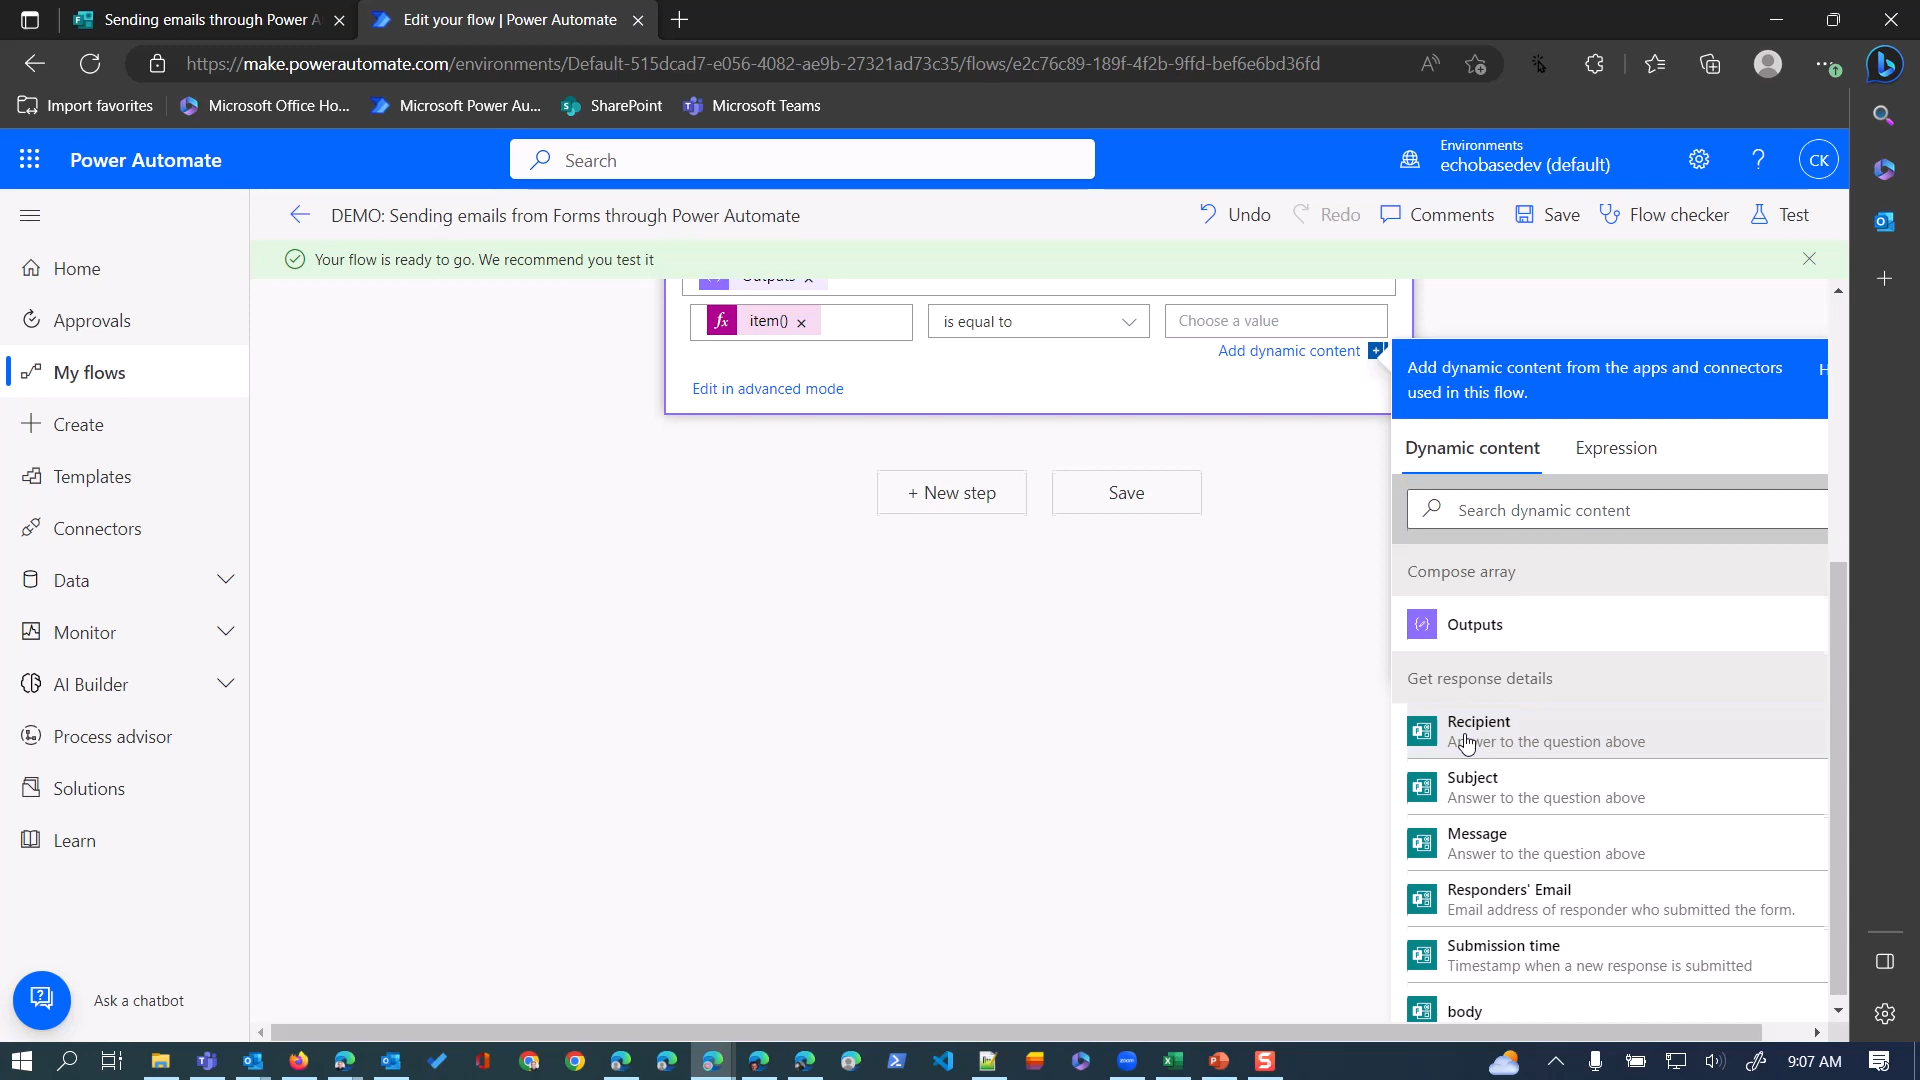 Sending emails through Power A
Edit your flow | Power Automate
https://make.powerautomate.com/environments/Default-515dcad7-e056-4082-ae9b-27321ad73c35/flows/e2c76c89-189f-4f2b-9ffd-bef6e6bd36fd
Import favorites
Microsoft Office Ho...
Microsoft Power Au...
SharePoint
Microsoft Teams
Power Automate
Search
Environments
echobasedev (default)
CK
DEMO: Sending emails from Forms through Power Automate
Undo
Redo
Comments
Save
Flow checker
Test
Your flow is ready to go. We recommend you test it
Home
Approvals
My flows
Create
Templates
Connectors
Data
Monitor
AI Builder
Process advisor
Solutions
Learn
Ask a chatbot
Outputs
fx item()
is equal to
Choose a value
Add dynamic content
Edit in advanced mode
+ New step
Save
Add dynamic content from the apps and connectors
used in this flow.
H
Dynamic content
Expression
Search dynamic content
Compose array
Outputs
Get response details
Recipient
Answer to the question above
Subject
Answer to the question above
Message
Answer to the question above
Responders' Email
Email address of responder who submitted the form.
Submission time
Timestamp when a new response is submitted
body
9:07 AM